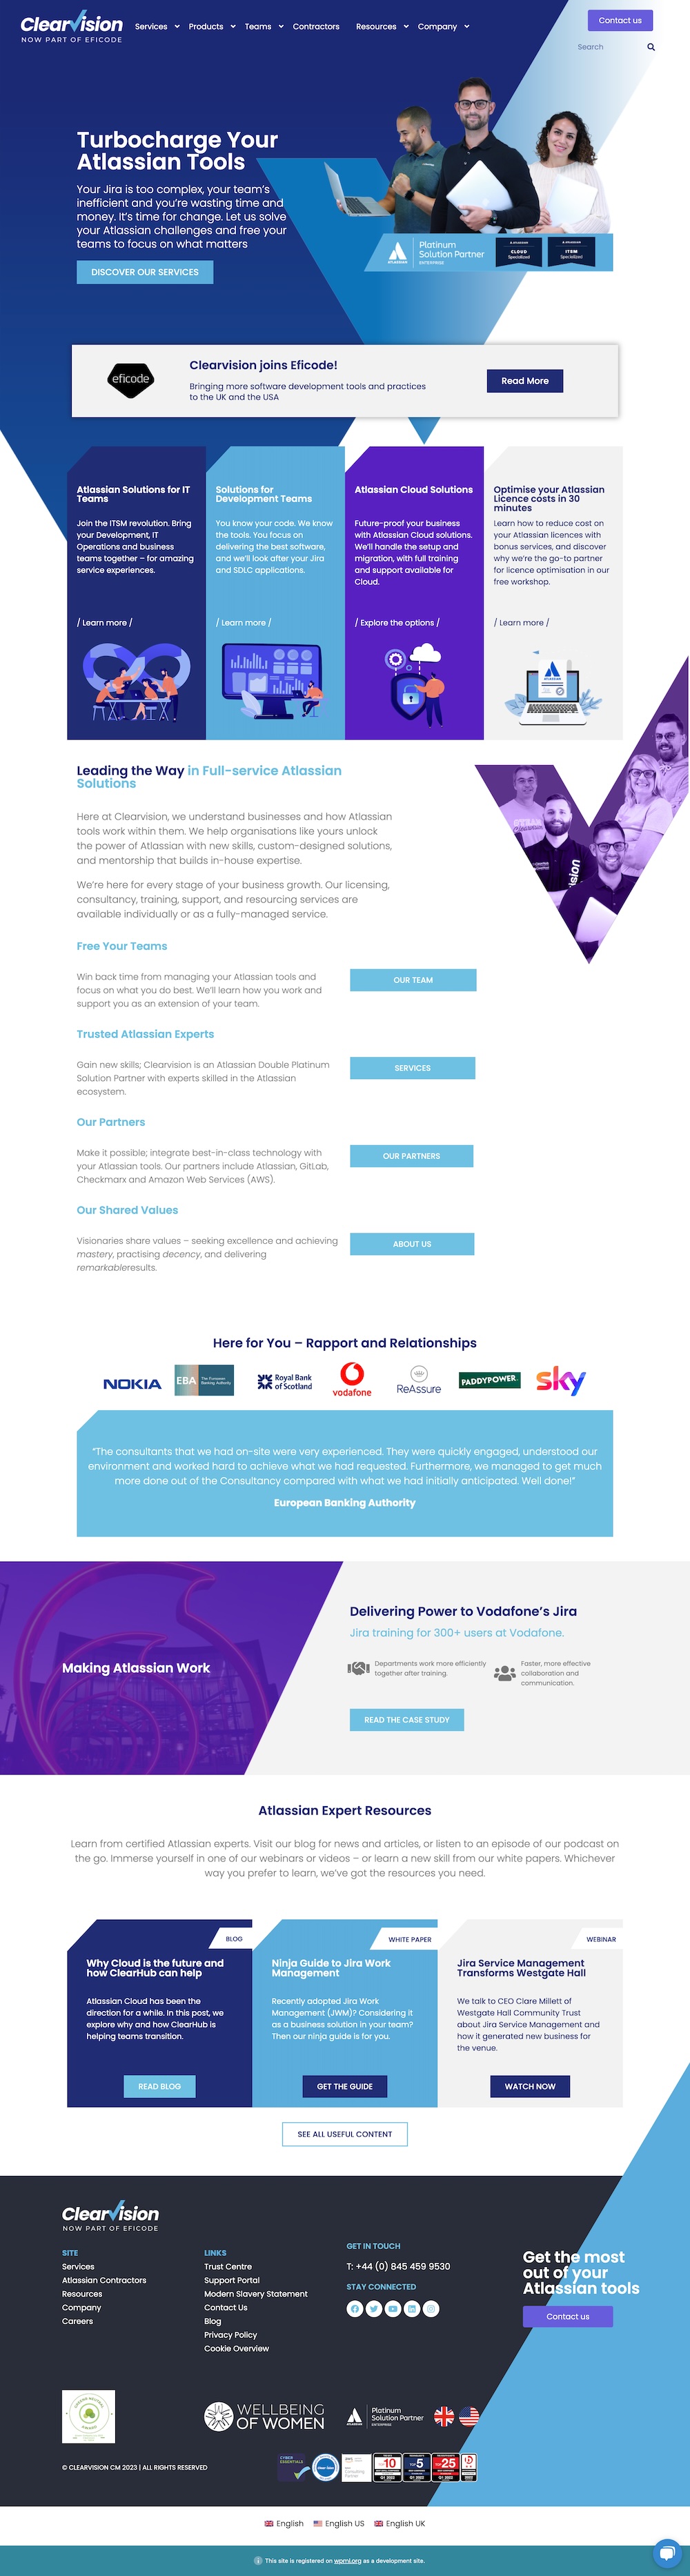 ClearVision
NOW PART OF EFICODE
Services
Products
Teams
Contractors
Resources
Company
Contact us
Search
Turbocharge Your
Atlassian Tools
Your Jira is too complex, your team's
inefficient and you're wasting time and
money. It's time for change. Let us solve
your Atlassian challenges and free your
teams to focus on what matters
DISCOVER OUR SERVICES
ATLASSIAN
Platinum
Solution Partner
ENTERPRISE
ATLASSIAN
CLOUD
Specialized
ATLASSIAN
ITSM
Specialized
eficode
Clearvision joins Eficode!
Bringing more software development tools and practices
to the UK and the USA
Read More
Atlassian Solutions for IT
Teams
Join the ITSM revolution. Bring
your Development, IT
Operations and business
teams together – for amazing
service experiences.
/ Learn more /
Solutions for
Development Teams
You know your code. We know
the tools. You focus on
delivering the best software,
and we'll look after your Jira
and SDLC applications.
/ Learn more /
Atlassian Cloud Solutions
Future-proof your business
with Atlassian Cloud solutions.
We'll handle the setup and
migration, with full training
and support available for
Cloud.
/ Explore the options /
Optimise your Atlassian
Licence costs in 30
minutes
Learn how to reduce cost on
your Atlassian licences with
bonus services, and discover
why we're the go-to partner
for licence optimisation in our
free workshop.
/ Learn more /
ATLASSIAN
Leading the Way in Full-service Atlassian
Solutions
Here at Clearvision, we understand businesses and how Atlassian
tools work within them. We help organisations like yours unlock
the power of Atlassian with new skills, custom-designed solutions,
and mentorship that builds in-house expertise.
We're here for every stage of your business growth. Our licensing,
consultancy, training, support, and resourcing services are
available individually or as a fully-managed service.
Free Your Teams
Win back time from managing your Atlassian tools and
focus on what you do best. We'll learn how you work and
support you as an extension of your team.
OUR TEAM
Trusted Atlassian Experts
Gain new skills; Clearvision is an Atlassian Double Platinum
Solution Partner with experts skilled in the Atlassian
ecosystem.
SERVICES
Our Partners
Make it possible; integrate best-in-class technology with
your Atlassian tools. Our partners include Atlassian, GitLab,
Checkmarx and Amazon Web Services (AWS).
OUR PARTNERS
Our Shared Values
Visionaries share values – seeking excellence and achieving
mastery, practising decency, and delivering
remarkableresults.
ABOUT US
Here for You – Rapport and Relationships
NOKIA
EBA
The European
Banking Authority
Royal Bank
of Scotland
vodafone
ReAssure
PADDYPOWER.
sky
“The consultants that we had on-site were very experienced. They were quickly engaged, understood our
environment and worked hard to achieve what we had requested. Furthermore, we managed to get much
more done out of the Consultancy compared with what we had initially anticipated. Well done!”
European Banking Authority
Making Atlassian Work
Delivering Power to Vodafone's Jira
Jira training for 300+ users at Vodafone.
Departments work more efficiently
together after training.
Faster, more effective
collaboration and
communication.
READ THE CASE STUDY
Atlassian Expert Resources
Learn from certified Atlassian experts. Visit our blog for news and articles, or listen to an episode of our podcast on
the go. Immerse yourself in one of our webinars or videos – or learn a new skill from our white papers. Whichever
way you prefer to learn, we've got the resources you need.
BLOG
Why Cloud is the future and
how ClearHub can help
Atlassian Cloud has been the
direction for a while. In this post, we
explore why and how ClearHub is
helping teams transition.
READ BLOG
WHITE PAPER
Ninja Guide to Jira Work
Management
Recently adopted Jira Work
Management (JWM)? Considering it
as a business solution in your team?
Then our ninja guide is for you.
GET THE GUIDE
WEBINAR
Jira Service Management
Transforms Westgate Hall
We talk to CEO Clare Millett of
Westgate Hall Community Trust
about Jira Service Management and
how it generated new business for
the venue.
WATCH NOW
SEE ALL USEFUL CONTENT
ClearVision
NOW PART OF EFICODE
SITE
Services
Atlassian Contractors
Resources
Company
Careers
LINKS
Trust Centre
Support Portal
Modern Slavery Statement
Contact Us
Blog
Privacy Policy
Cookie Overview
GET IN TOUCH
T: +44 (0) 845 459 9530
STAY CONNECTED
Get the most
out of your
Atlassian tools
Contact us
WELLBEING
OF WOMEN
ATLASSIAN
Platinum
Solution Partner
ENTERPRISE
© CLEARVISION CM 2023 | ALL RIGHTS RESERVED
CYBER
ESSENTIALS
10
5
25
English
English US
English UK
This site is registered on wpml.org as a development site.